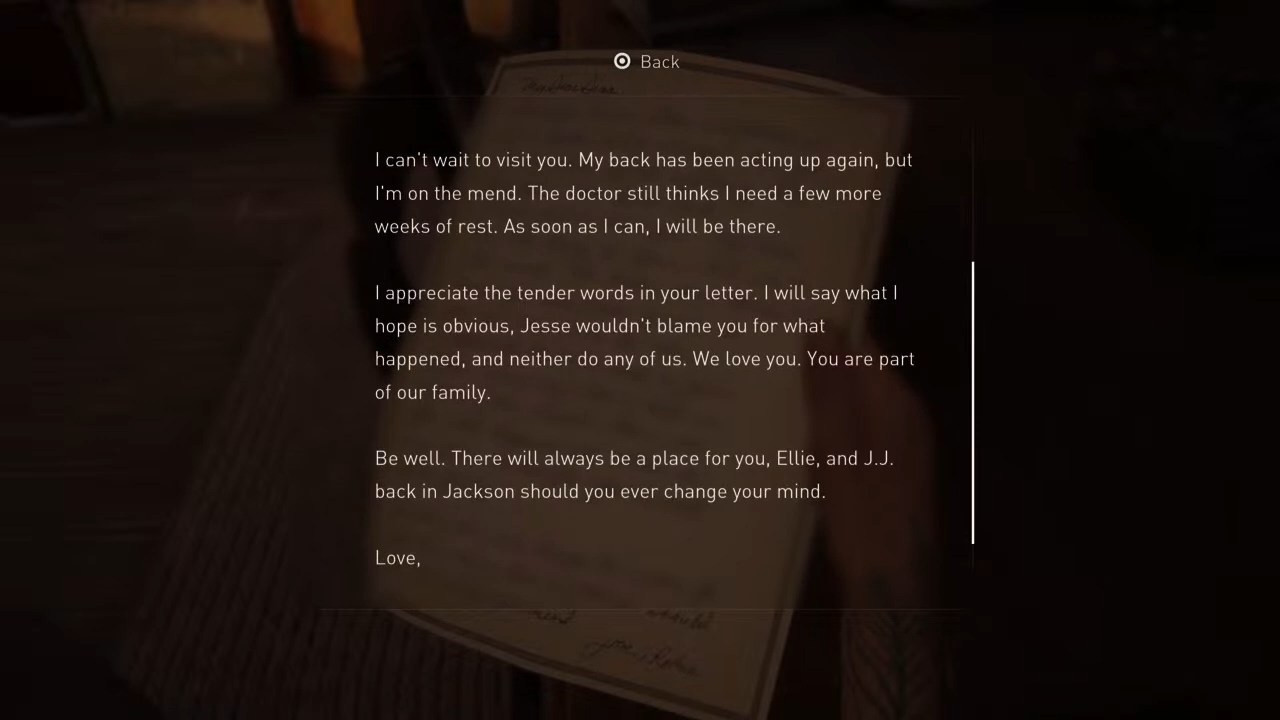 Back
I can't wait to visit you. My back has been acting up again, but
I'm on the mend. The doctor still thinks I need a few more
weeks of rest. As soon as I can, I will be there.
I appreciate the tender words in your letter. I will say what I
hope is obvious, Jesse wouldn't blame you for what
happened, and neither do any of us. We love you. You are part
of our family.
Be well. There will always be a place for you, Ellie, and J.J.
back in Jackson should you ever change your mind.
Love,